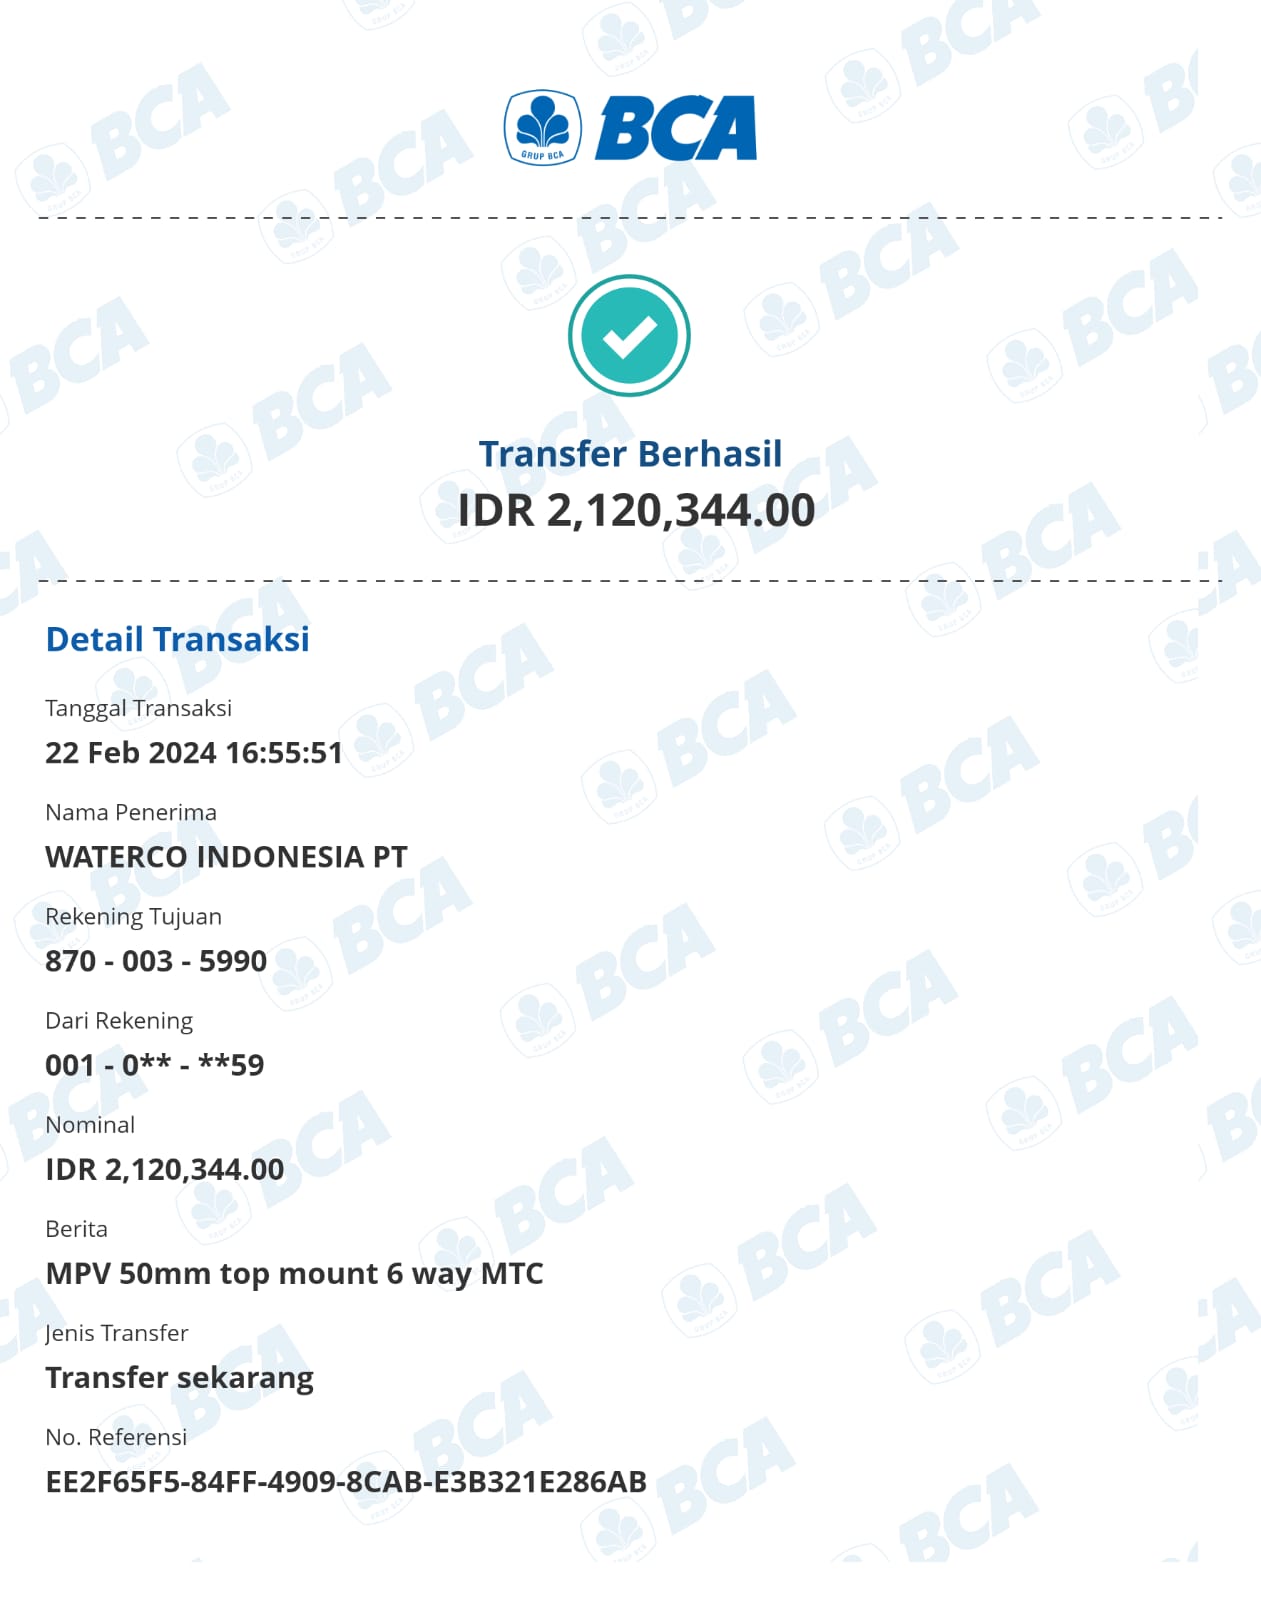 GRUP BCA
BCA
Transfer Berhasil
IDR 2,120,344.00
Detail Transaksi
Tanggal Transaksi
22 Feb 2024 16:55:51
Nama Penerima
WATERCO INDONESIA PT
Rekening Tujuan
870 - 003 - 5990
Dari Rekening
001 - 0** - **59
Nominal
IDR 2,120,344.00
Berita
MPV 50mm top mount 6 way MTC
Jenis Transfer
Transfer sekarang
No. Referensi
EE2F65F5-84FF-4909-8CAB-E3B321E286AB